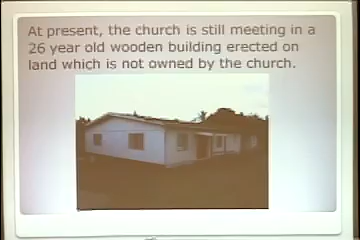 At present, the church is still meeting in a
26 year old wooden building erected on
land which is not owned by the church.